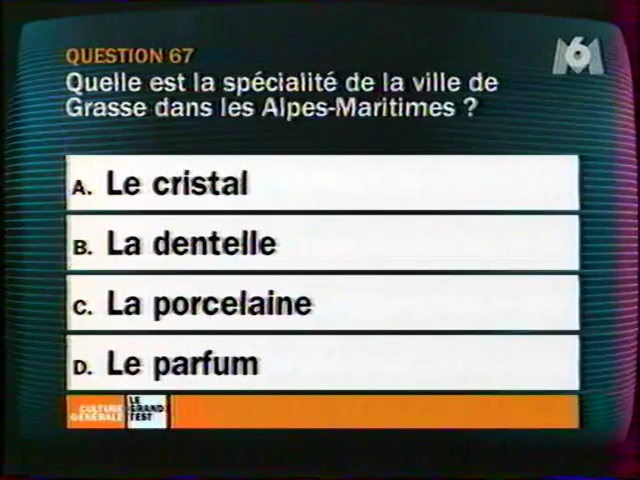 QUESTION 67
M6
Quelle est la spécialité de la ville de
Grasse dans les Alpes-Maritimes ?
A. Le cristal
B. La dentelle
C. La porcelaine
D. Le parfum
CULTURE
GÉNÉRALE
LE
GRAND
TEST